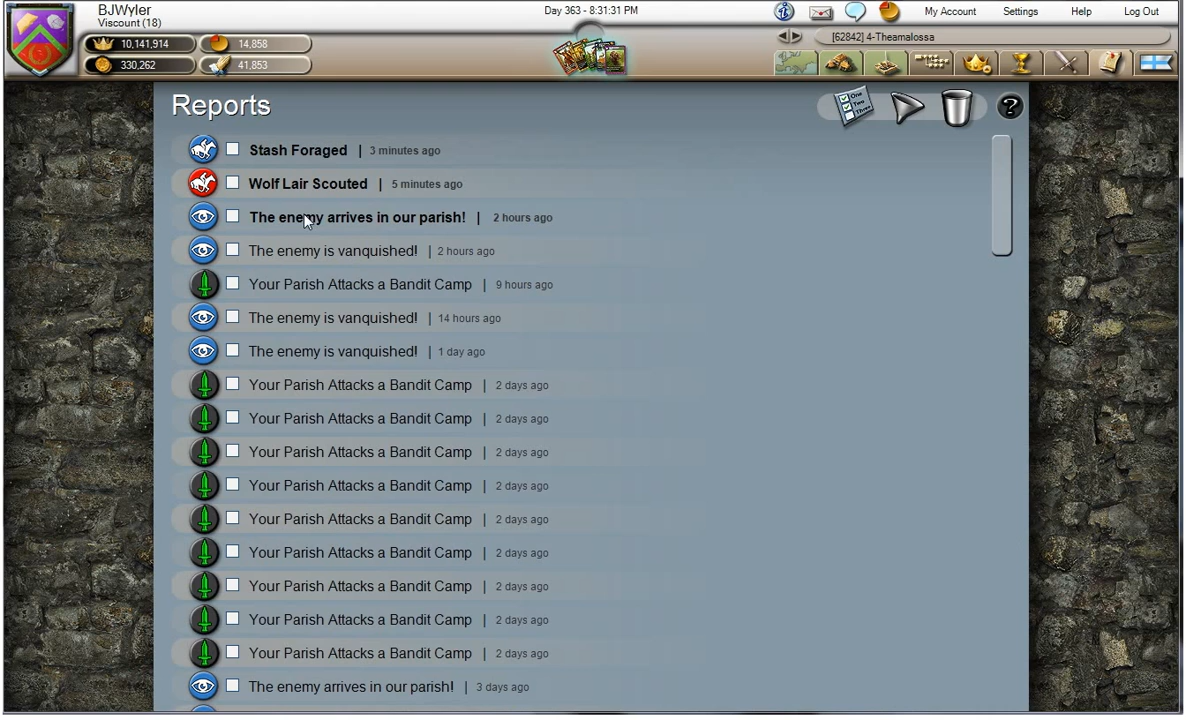 BJWyler
Viscount (18)
10,141,914
14,858
330,262
41,853
Day 363 - 8:31:31 PM
My Account
Settings
Help
Log Out
[62842] 4-Theamalossa
Reports
One
Two
Three
?
Stash Foraged | 3 minutes ago
Wolf Lair Scouted | 5 minutes ago
The enemy arrives in our parish! | 2 hours ago
The enemy is vanquished! | 2 hours ago
Your Parish Attacks a Bandit Camp | 9 hours ago
The enemy is vanquished! | 14 hours ago
The enemy is vanquished! | 1 day ago
Your Parish Attacks a Bandit Camp | 2 days ago
Your Parish Attacks a Bandit Camp | 2 days ago
Your Parish Attacks a Bandit Camp | 2 days ago
Your Parish Attacks a Bandit Camp | 2 days ago
Your Parish Attacks a Bandit Camp | 2 days ago
Your Parish Attacks a Bandit Camp | 2 days ago
Your Parish Attacks a Bandit Camp | 2 days ago
Your Parish Attacks a Bandit Camp | 2 days ago
Your Parish Attacks a Bandit Camp | 2 days ago
The enemy arrives in our parish! | 3 days ago